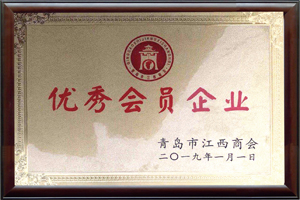 优秀会员企业
青岛市江西商会
二〇一九年一月一日